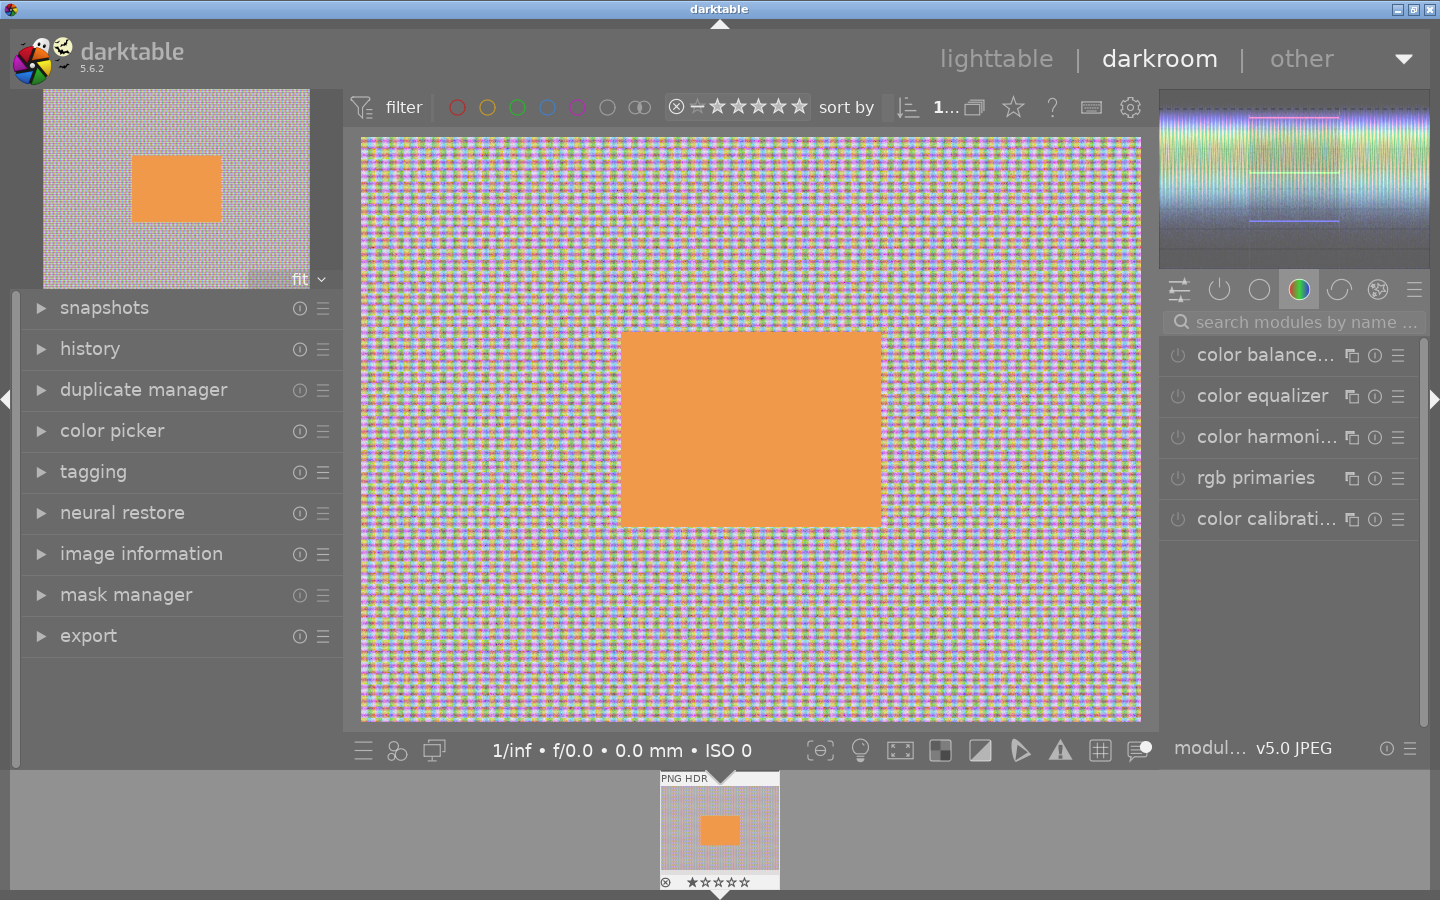 darktable
darktable
5.6.2
lighttable | darkroom | other
filter
sort by
1...
fit
snapshots
history
duplicate manager
color picker
tagging
neural restore
image information
mask manager
export
search modules by name ...
color balance...
color equalizer
color harmoni...
rgb primaries
color calibrati...
1/inf • f/0.0 • 0.0 mm • ISO 0
modul... v5.0 JPEG
PNG HDR